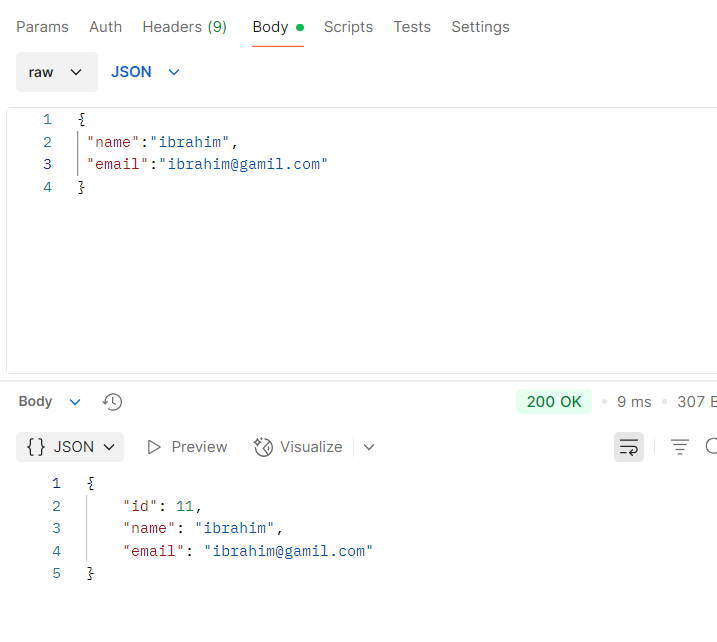 Params Auth Headers (9) Body Scripts Tests Settings
raw JSON
1 {
2 "name":"ibrahim",
3 "email":"ibrahim@gamil.com"
4 }
Body 200 OK 9 ms 307 B
{} JSON Preview Visualize
1 {
2 "id": 11,
3 "name": "ibrahim",
4 "email": "ibrahim@gamil.com"
5 }